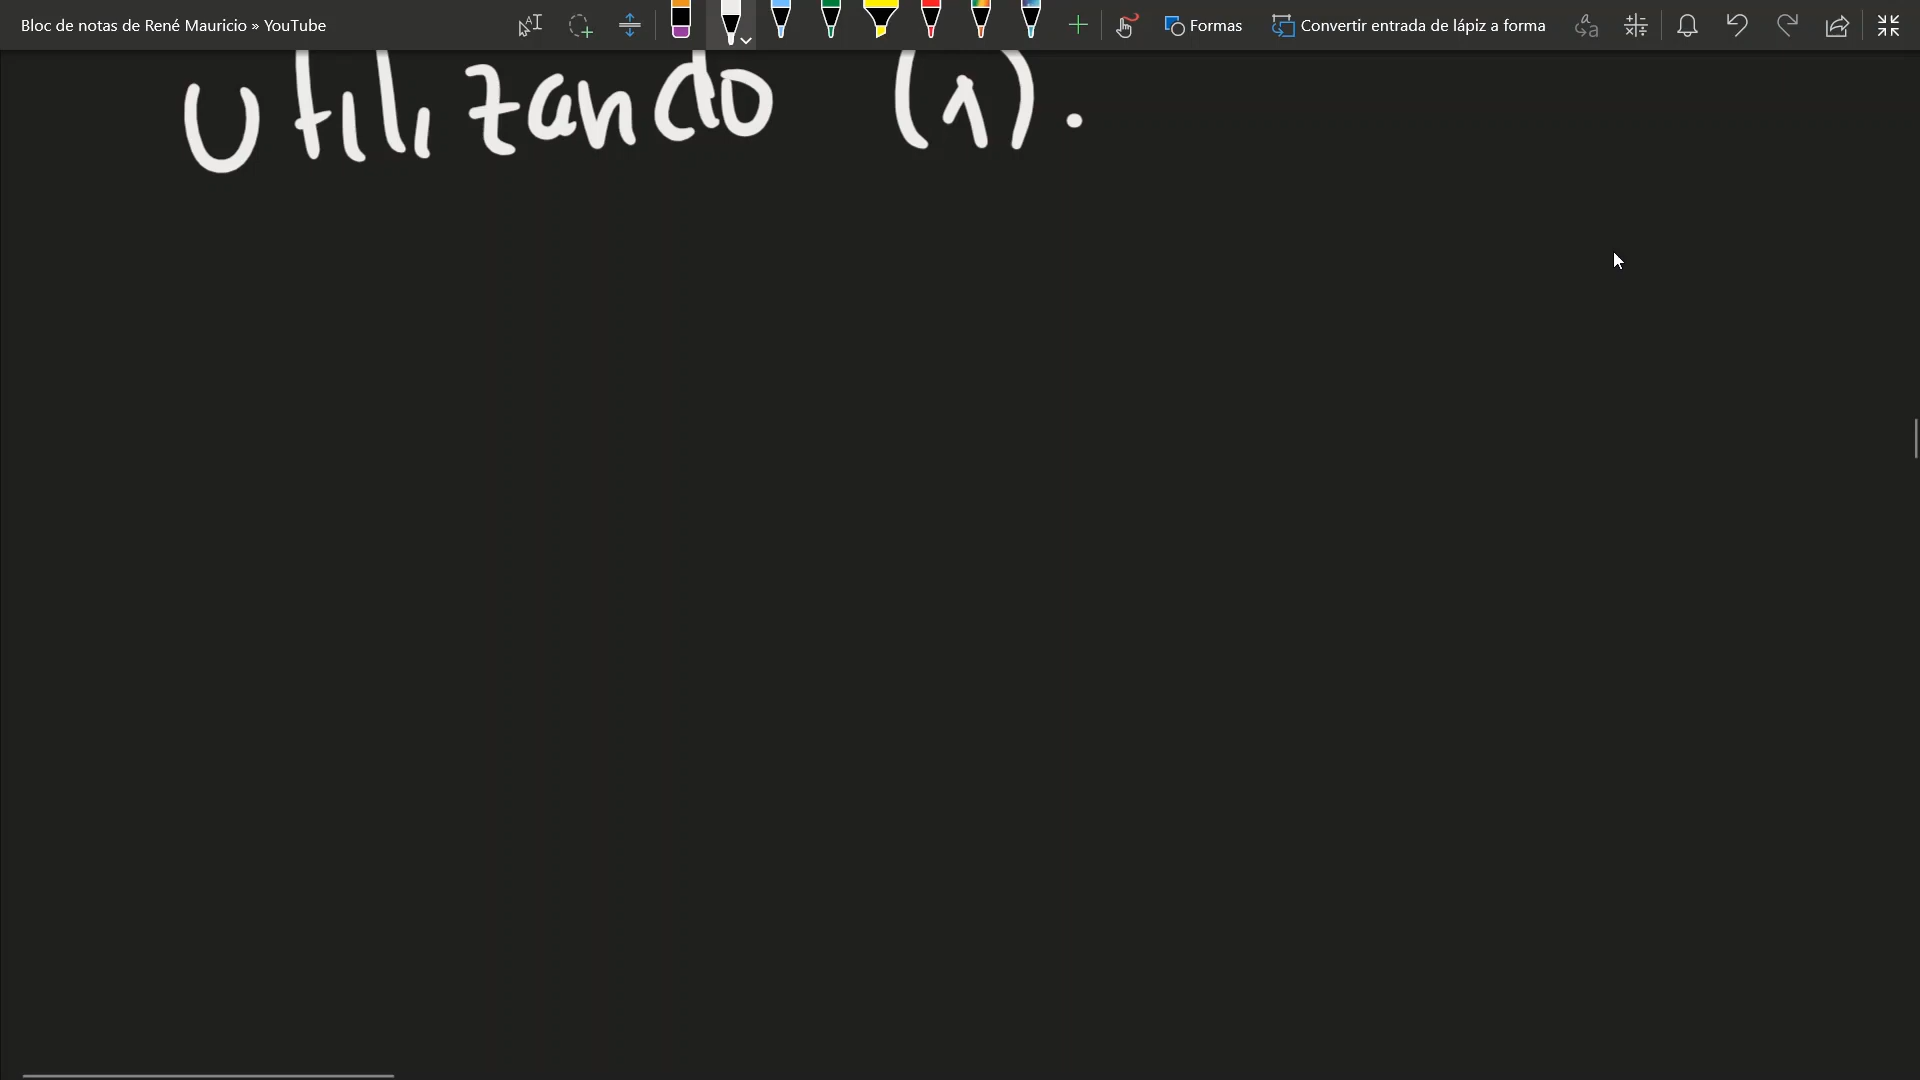 Bloc de notas de René Mauricio » YouTube
Formas
Convertir entrada de lápiz a forma
Utilizando (1).